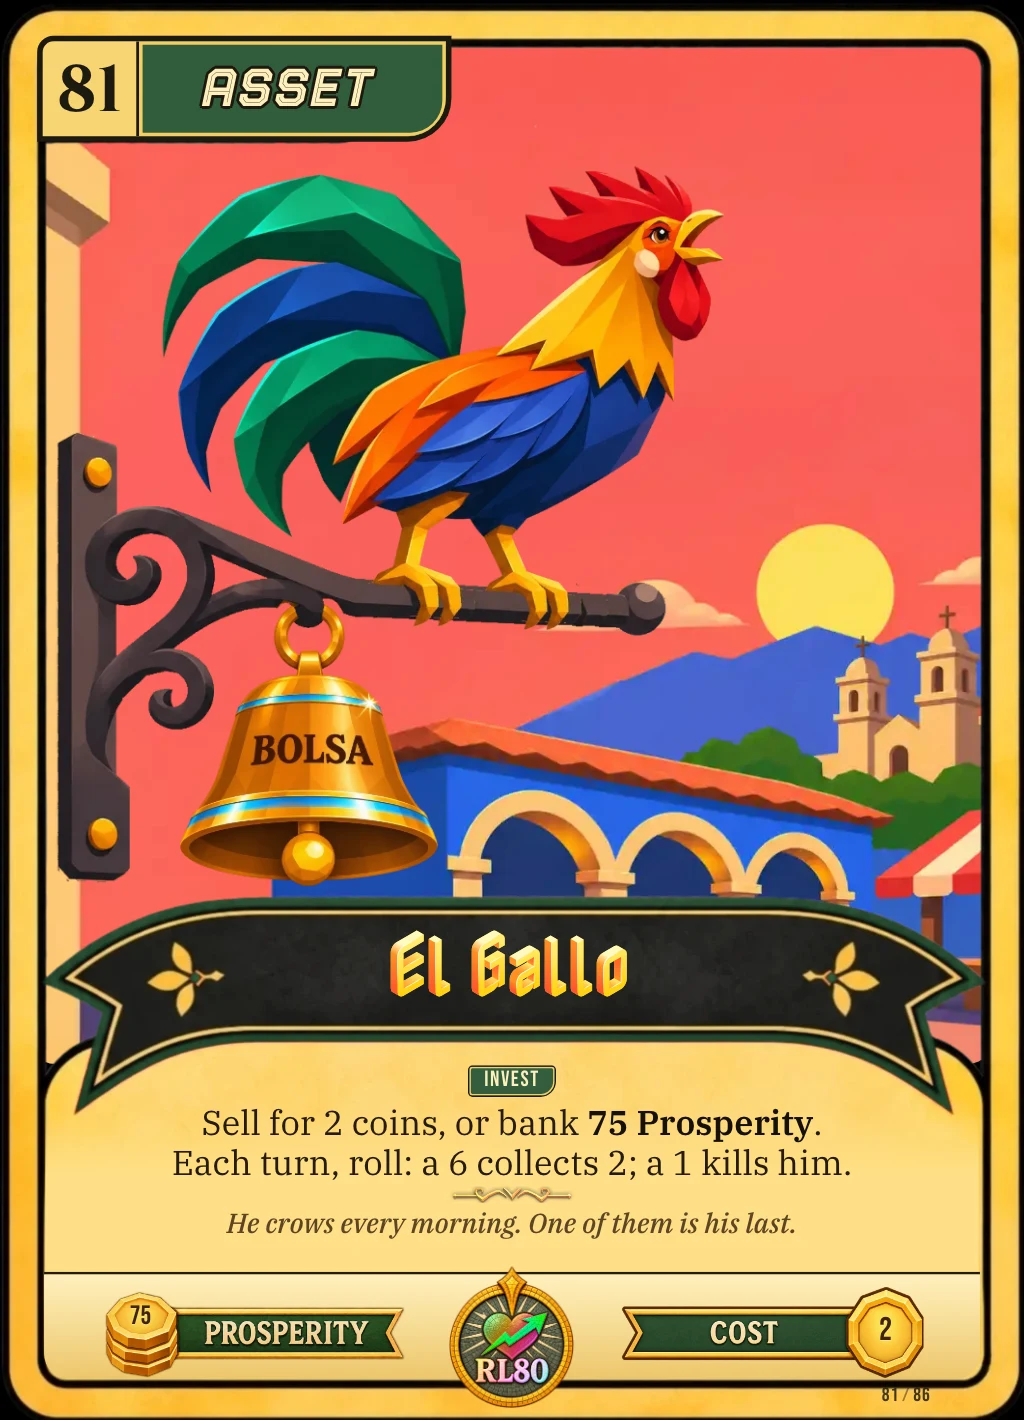 81
ASSET
BOLSA
El Gallo
INVEST
Sell for 2 coins, or bank 75 Prosperity.
Each turn, roll: a 6 collects 2; a 1 kills him.
He crows every morning. One of them is his last.
75
PROSPERITY
RL80
COST
2
81 / 86